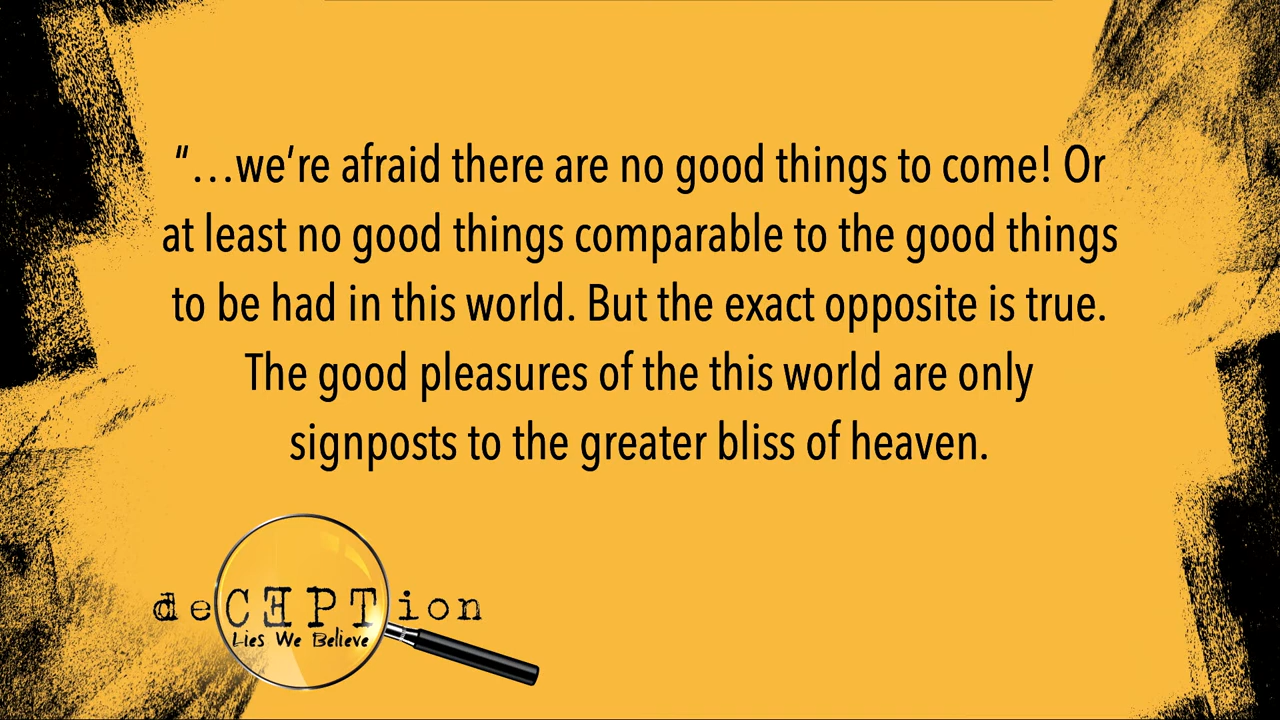 “…we’re afraid there are no good things to come! Or
at least no good things comparable to the good things
to be had in this world. But the exact opposite is true.
The good pleasures of the this world are only
signposts to the greater bliss of heaven.
deCEPTion
Lies We Believe